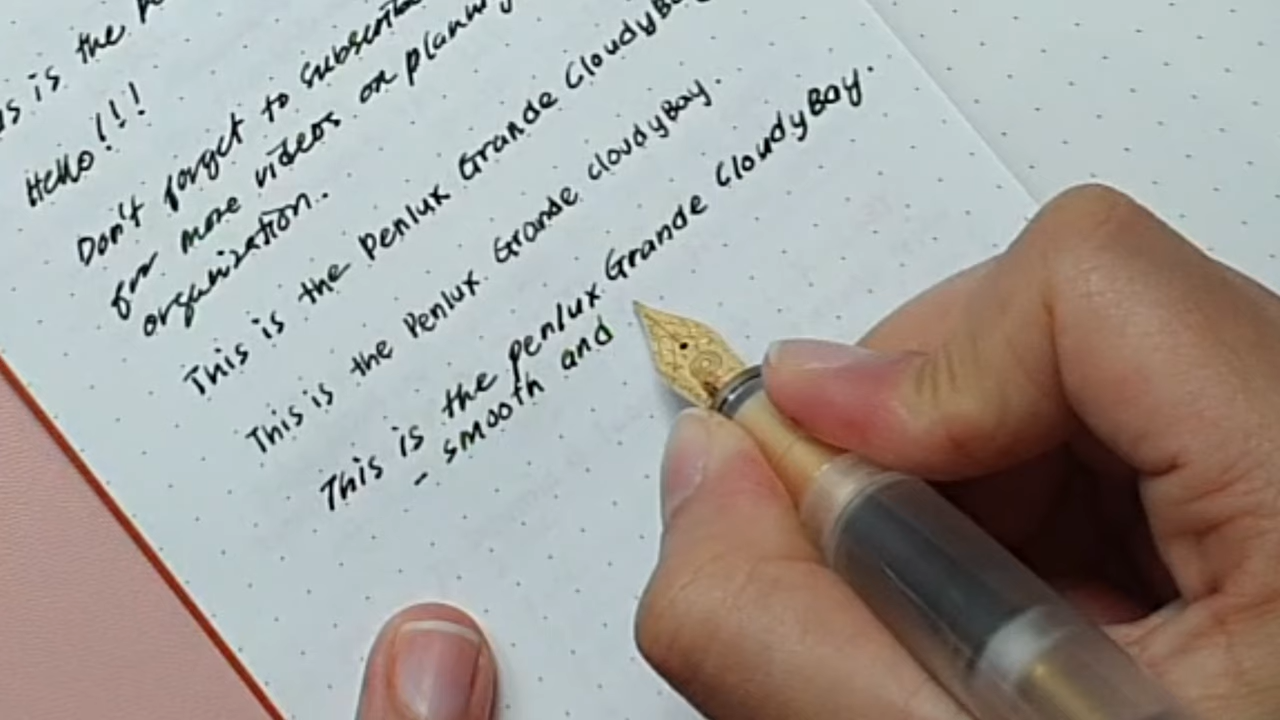 is is the
Hello!!!
Don't forget to subscribe
for more videos on planning
organization.
This is the Penlux Grande CloudyBay
This is the Penlux Grande cloudyBay.
This is the penlux Grande CloudyBay.
- smooth and